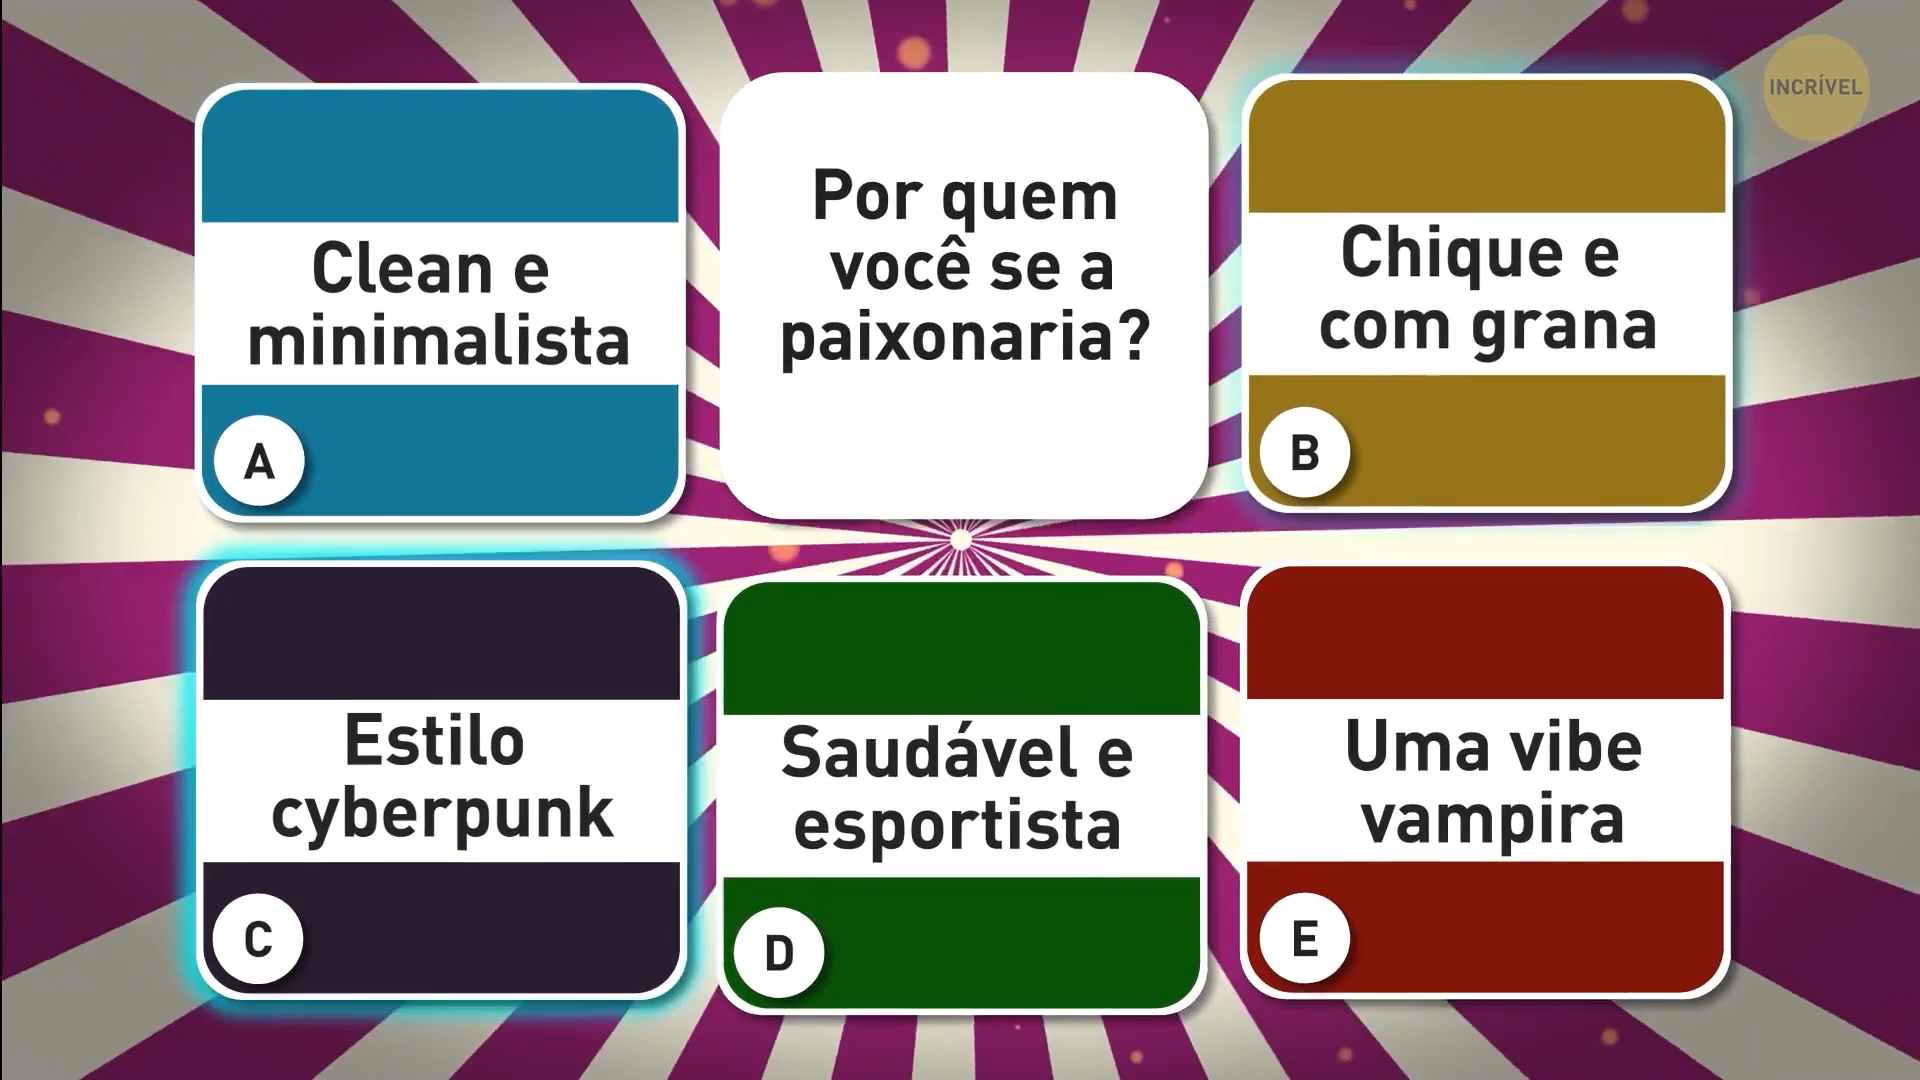 INCRÍVEL
Clean e
minimalista
A
Por quem
você se a
paixonaria?
Chique e
com grana
B
Estilo
cyberpunk
C
Saudável e
esportista
D
Uma vibe
vampira
E